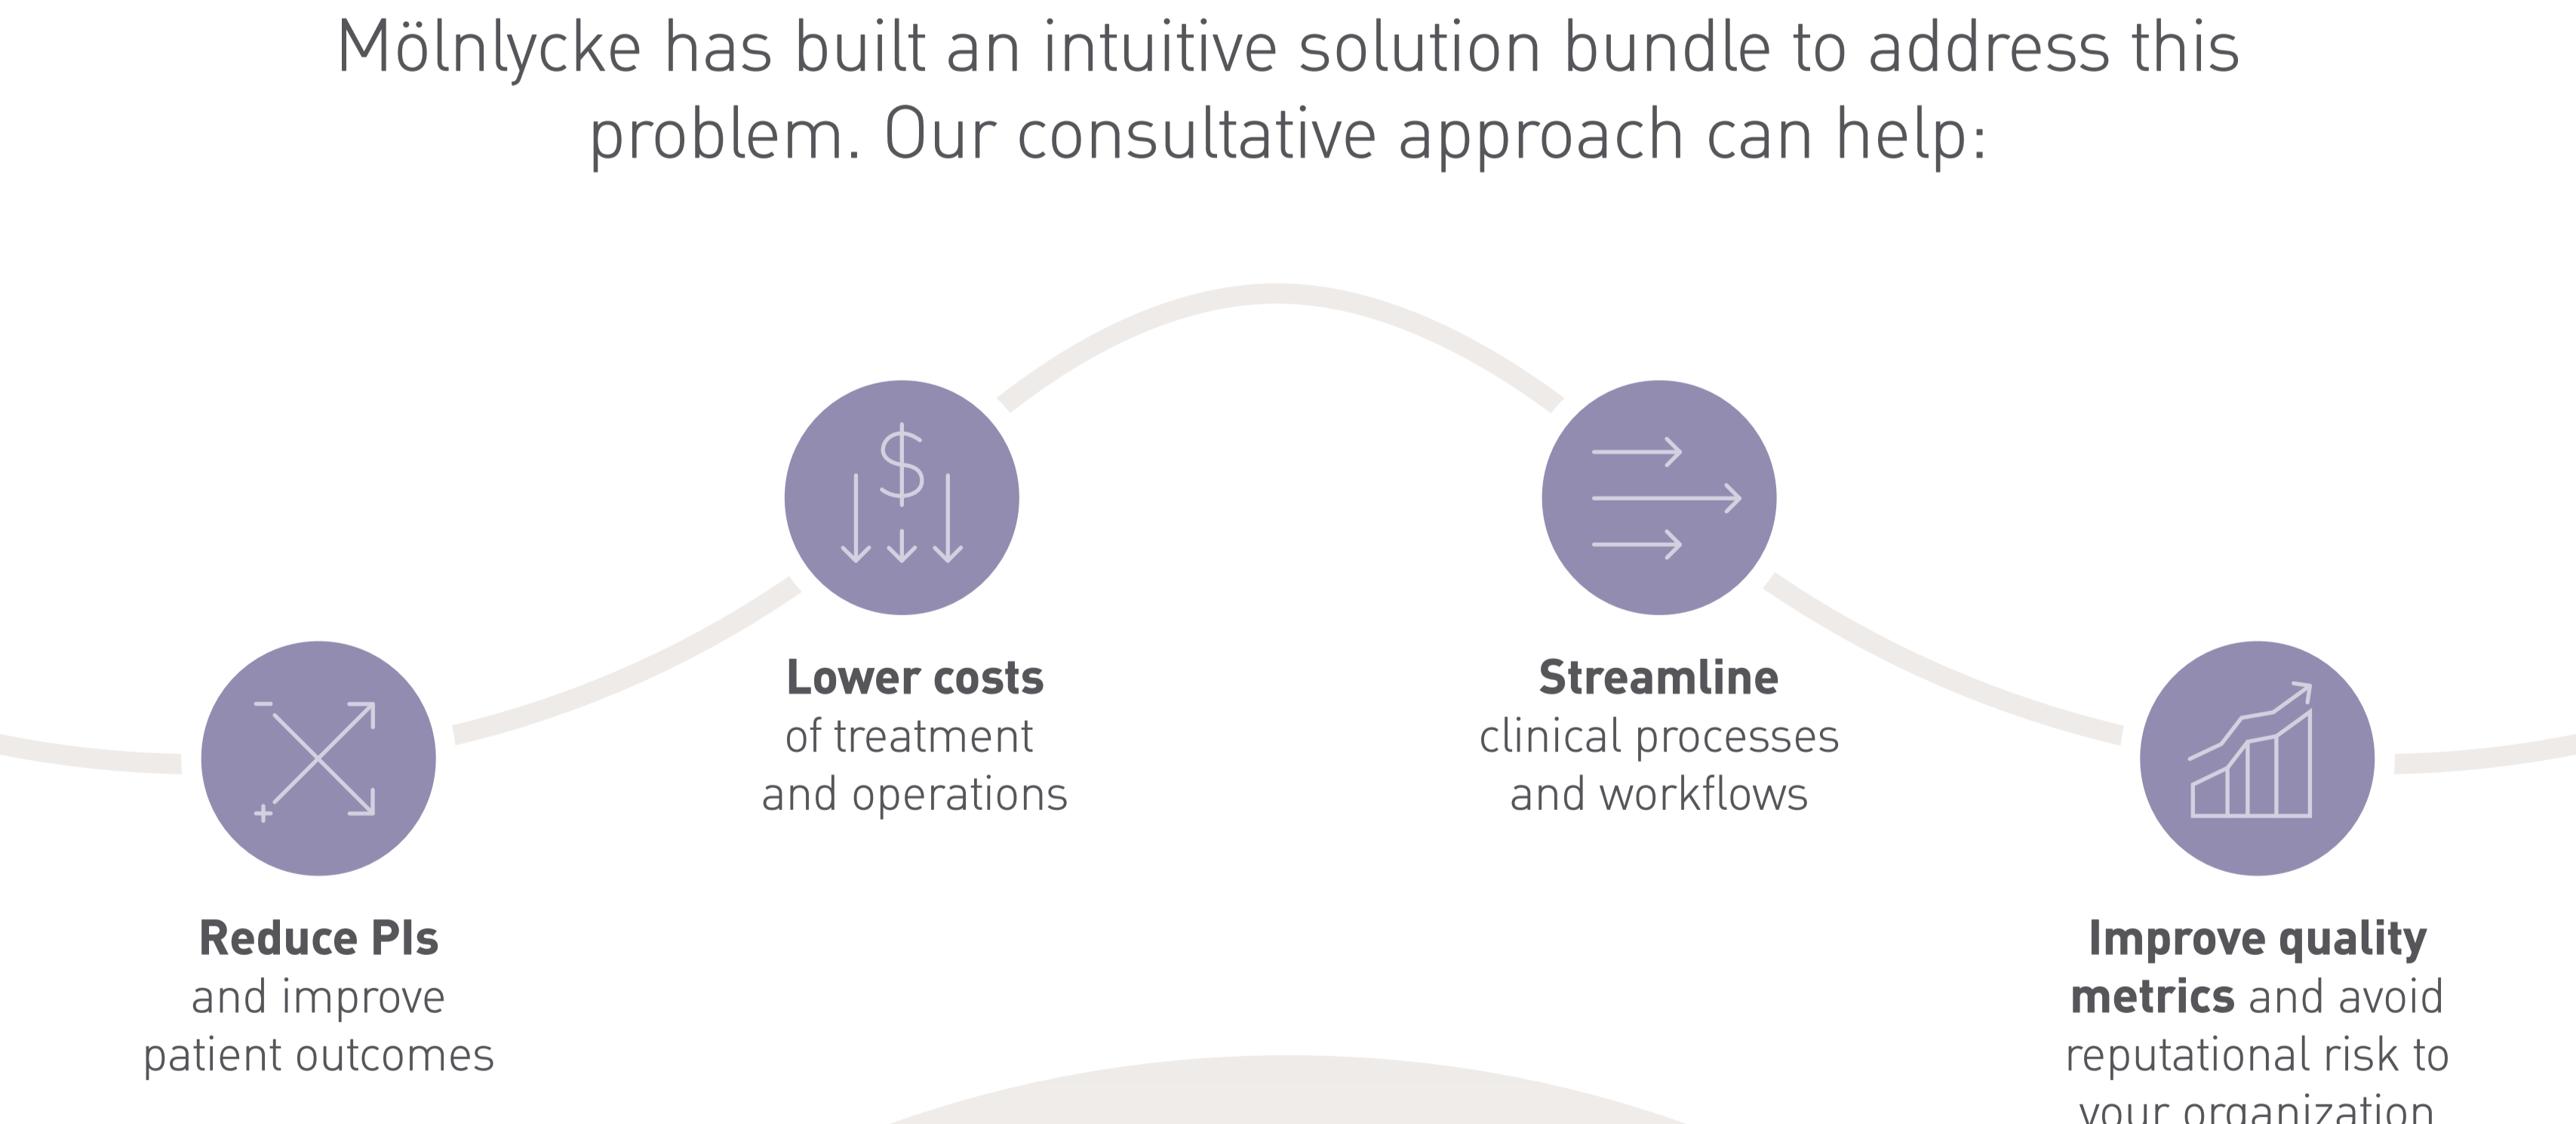 Mölnlycke has built an intuitive solution bundle to address this
problem. Our consultative approach can help:
$
Reduce PIs
and improve
patient outcomes
Lower costs
of treatment
and operations
Streamline
clinical processes
and workflows
Improve quality
metrics and avoid
reputational risk to
your organization